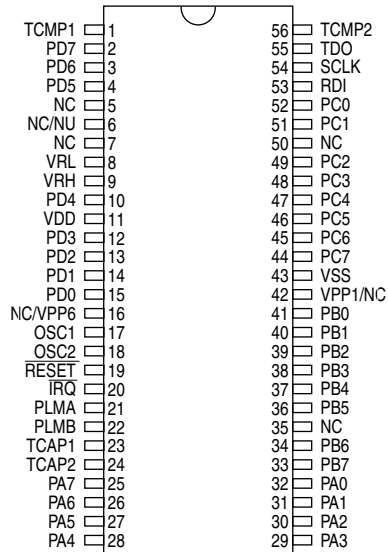 TCMP1 1 56 TCMP2
PD7 2 55 TDO
PD6 3 54 SCLK
PD5 4 53 RDI
NC 5 52 PC0
NC/NU 6 51 PC1
NC 7 50 NC
VRL 8 49 PC2
VRH 9 48 PC3
PD4 10 47 PC4
VDD 11 46 PC5
PD3 12 45 PC6
PD2 13 44 PC7
PD1 14 43 VSS
PD0 15 42 VPP1/NC
NC/VPP6 16 41 PB0
OSC1 17 40 PB1
OSC2 18 39 PB2
RESET 19 38 PB3
IRQ 20 37 PB4
PLMA 21 36 PB5
PLMB 22 35 NC
TCAP1 23 34 PB6
TCAP2 24 33 PB7
PA7 25 32 PA0
PA6 26 31 PA1
PA5 27 30 PA2
PA4 28 29 PA3